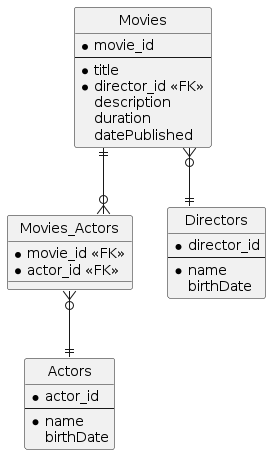 Movies
movie_id
title
director_id «FK»
description
duration
datePublished
Movies_Actors
movie_id «FK»
actor_id «FK»
Directors
director_id
name
birthDate
Actors
actor_id
name
birthDate